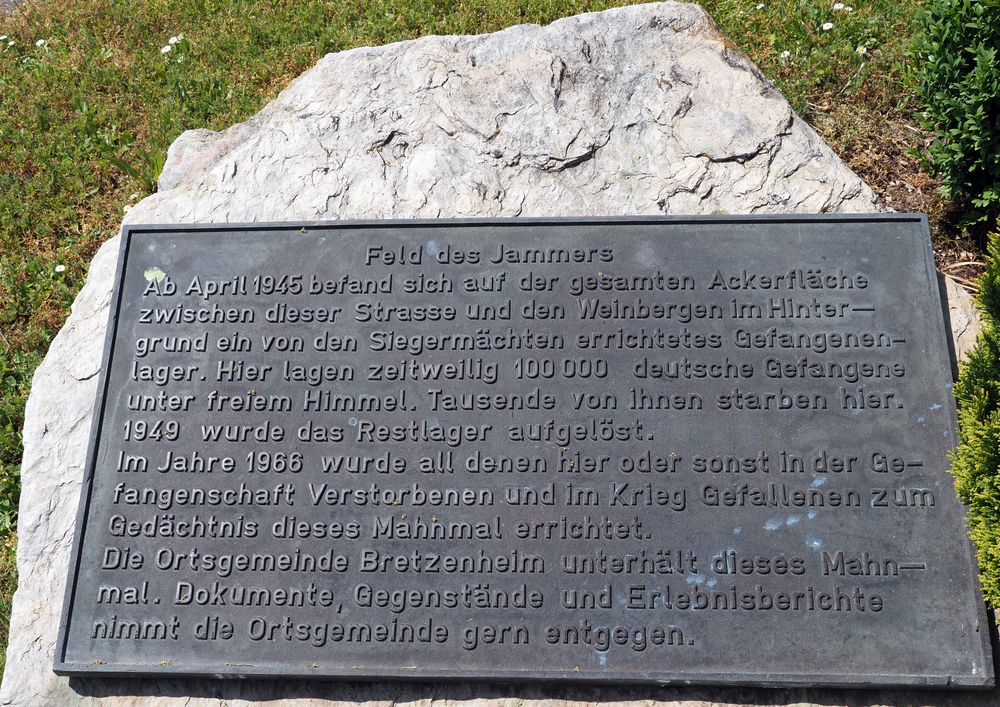 Feld des Jammers
Ab April 1945 befand sich auf der gesamten Ackerfläche
zwischen dieser Strasse und den Weinbergen im Hinter-
grund ein von den Siegermächten errichtetes Gefangenen-
lager. Hier lagen zeitweilig 100 000 deutsche Gefangene
unter freiem Himmel. Tausende von ihnen starben hier.
1949 wurde das Restlager aufgelöst.
Im Jahre 1966 wurde all denen hier oder sonst in der Ge-
fangenschaft Verstorbenen und im Krieg Gefallenen zum
Gedächtnis dieses Mahnmal errichtet.
Die Ortsgemeinde Bretzenheim unterhält dieses Mahn-
mal. Dokumente, Gegenstände und Erlebnisberichte
nimmt die Ortsgemeinde gern entgegen.